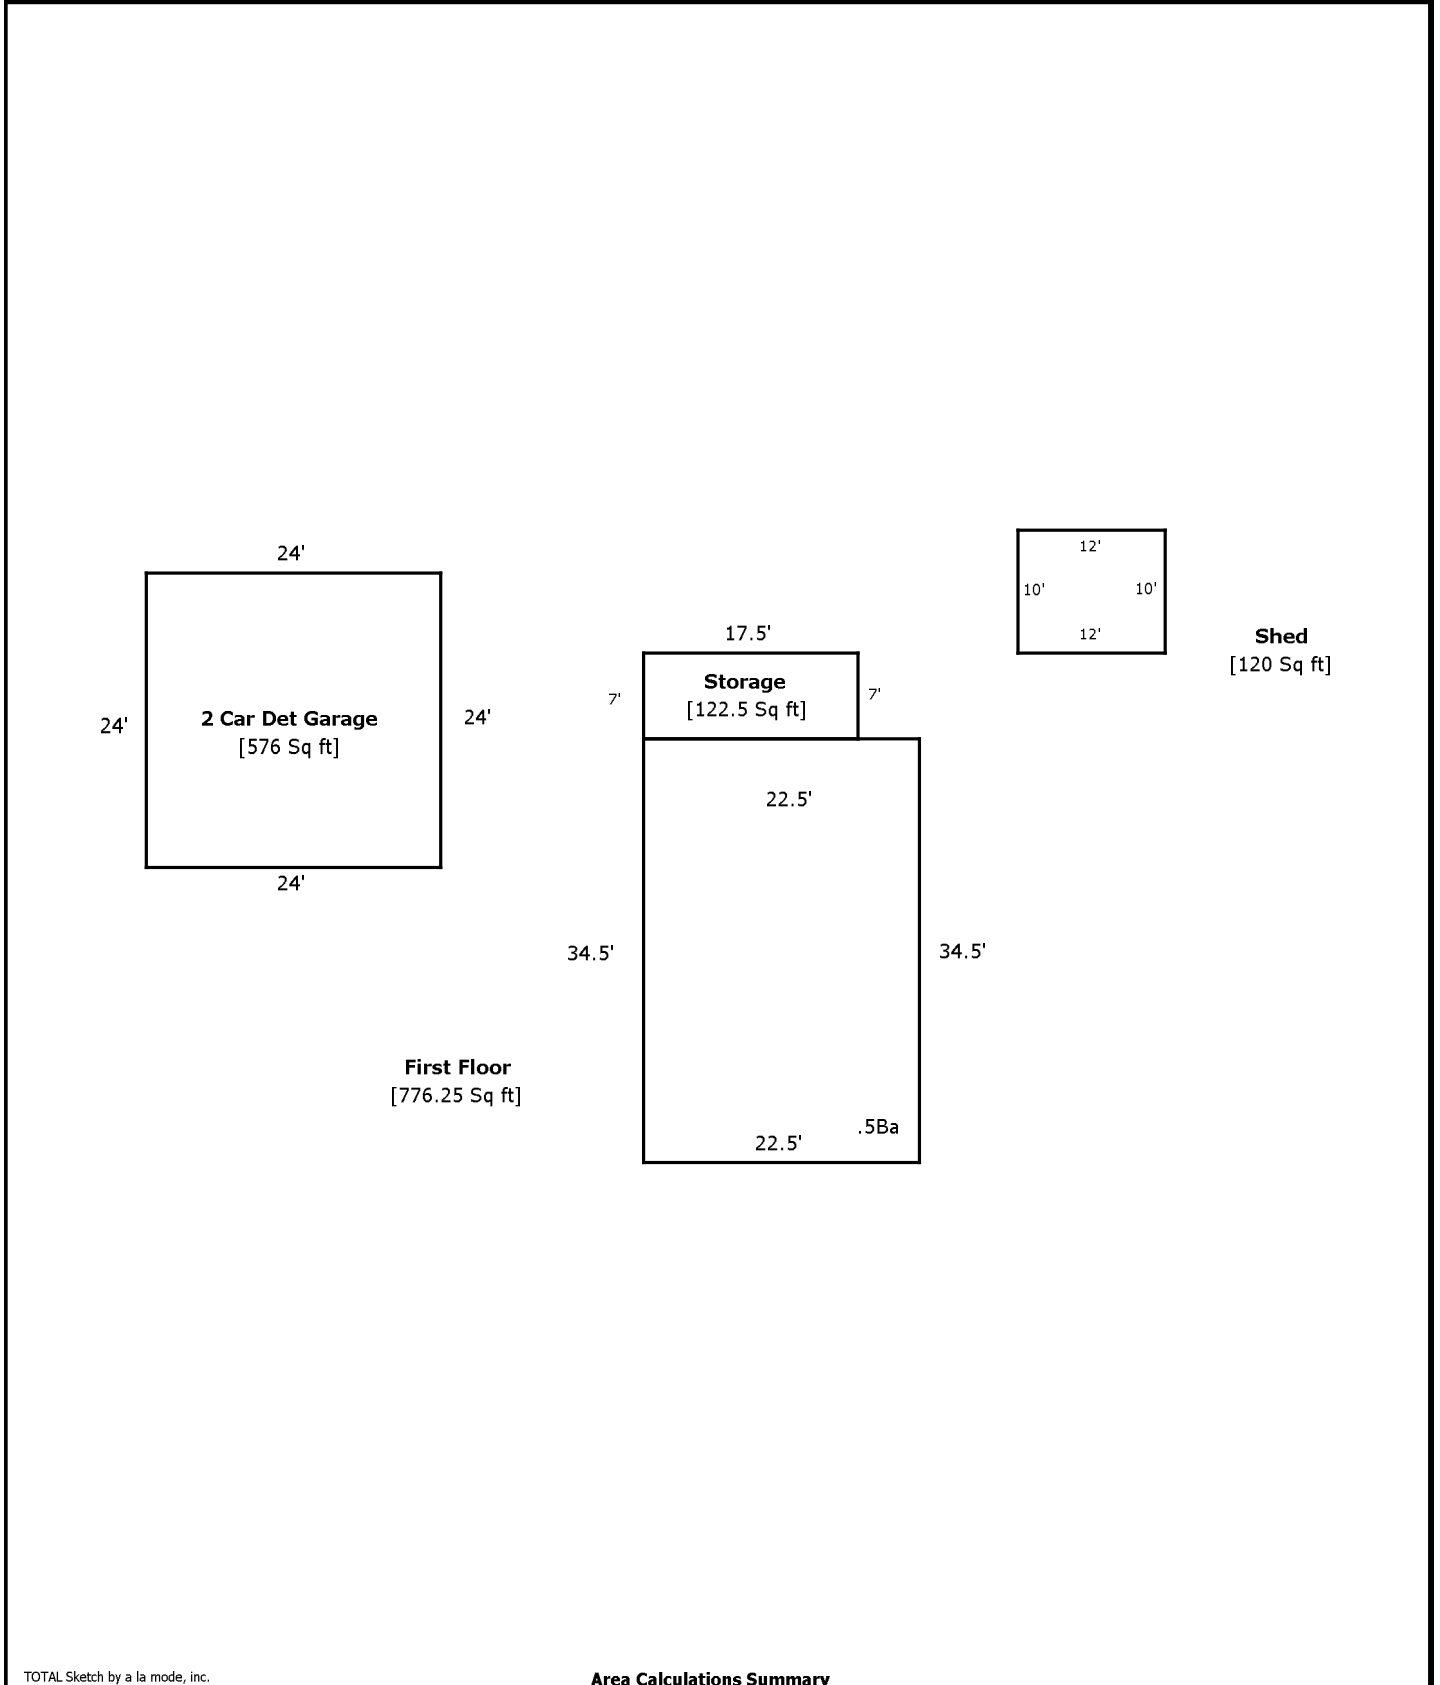 24'
24'
2 Car Det Garage
[576 Sq ft]
24'
24'
17.5'
7'
Storage
[122.5 Sq ft]
7'
12'
10'
10'
12'
Shed
[120 Sq ft]
22.5'
34.5'
34.5'
First Floor
[776.25 Sq ft]
.5Ba
22.5'
TOTAL Sketch by a la mode, inc.
Area Calculations Summary